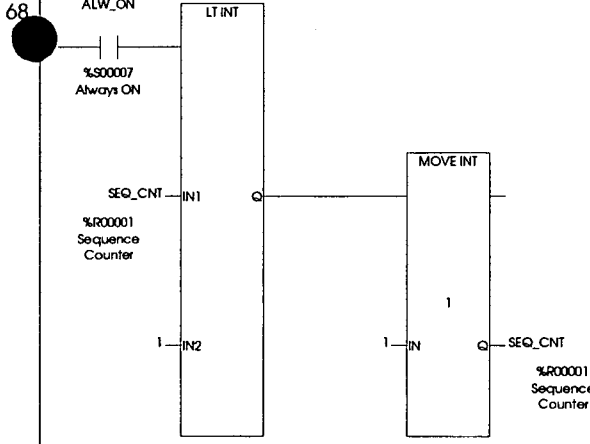 68
ALW_ON
LT INT
%S00007
Always ON
MOVE INT
SEQ_CNT
IN1
Q
%R00001
Sequence
Counter
1
1
IN2
1
IN
Q
SEQ_CNT
%R00001
Sequence
Counter